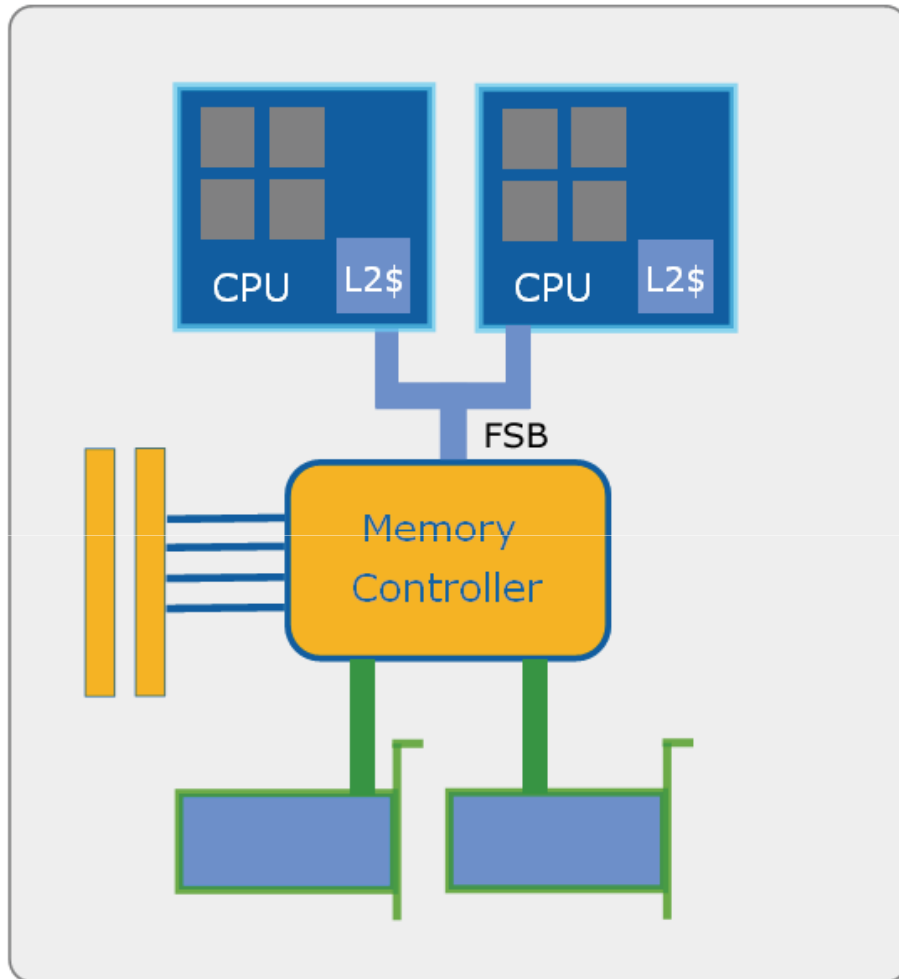 CPU
L2$
CPU
L2$
FSB
Memory
Controller